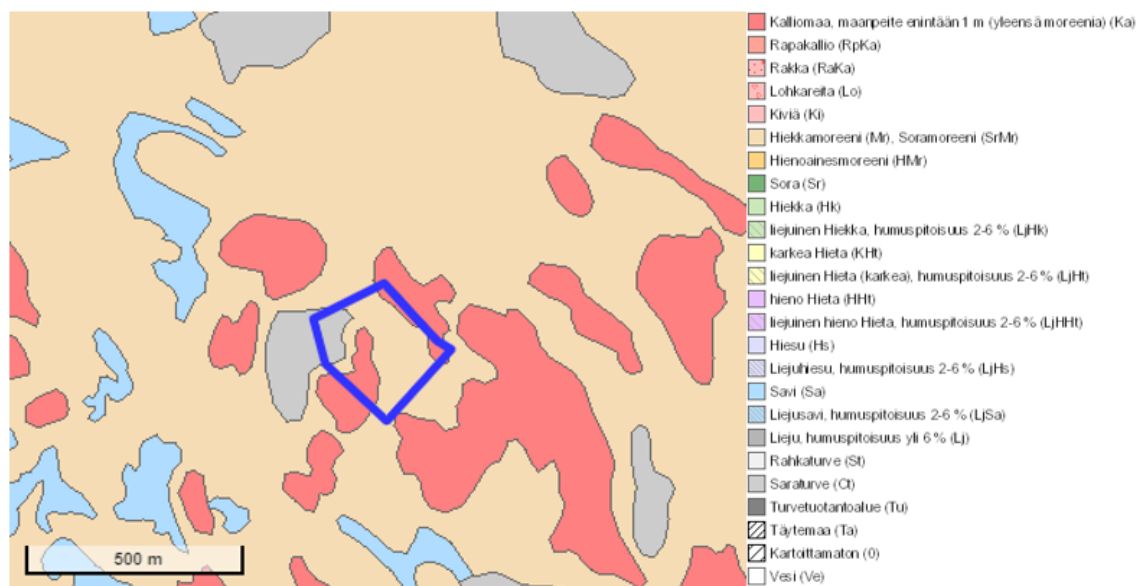 Kalliomaa, maanpeite enintään 1 m (yleensä moreenia) (Ka)
Rapakallio (RpKa)
Rakka (RaKa)
Lohkareita (Lo)
Kiviä (Ki)
Hiekkamoreeni (Mr), Soramoreeni (SrMr)
Hienoainesmoreeni (HMr)
Sora (Sr)
Hiekka (Hk)
liejuinen Hiekka, humuspitoisuus 2-6 % (LjHk)
karkea Hieta (KHt)
liejuinen Hieta (karkea), humuspitoisuus 2-6 % (LjHt)
hieno Hieta (HHt)
liejuinen hieno Hieta, humuspitoisuus 2-6 % (LjHHt)
Hiesu (Hs)
Liejuhiesu, humuspitoisuus 2-6 % (LjHs)
Savi (Sa)
Liejusavi, humuspitoisuus 2-6 % (LjSa)
Lieju, humuspitoisuus yli 6 % (Lj)
Rahkaturve (St)
Saraturve (Ct)
Turvetuotantoalue (Tu)
Täytemaa (Ta)
Kartoittamaton (0)
Vesi (Ve)
500 m